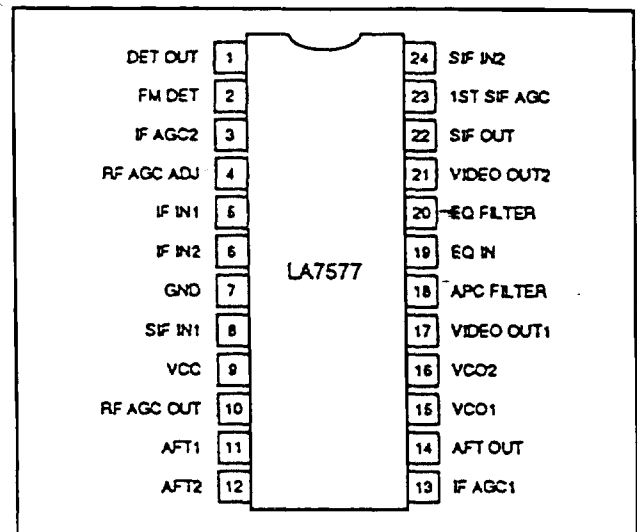 DET OUT 1 24 SIF IN2
FM DET 2 23 1ST SIF AGC
IF AGC2 3 22 SIF OUT
RF AGC ADJ 4 21 VIDEO OUT2
IF IN1 5 20 EQ FILTER
IF IN2 6 19 EQ IN
LA7577
GND 7 18 APC FILTER
SIF IN1 8 17 VIDEO OUT1
VCC 9 16 VCO2
RF AGC OUT 10 15 VCO1
AFT1 11 14 AFT OUT
AFT2 12 13 IF AGC1